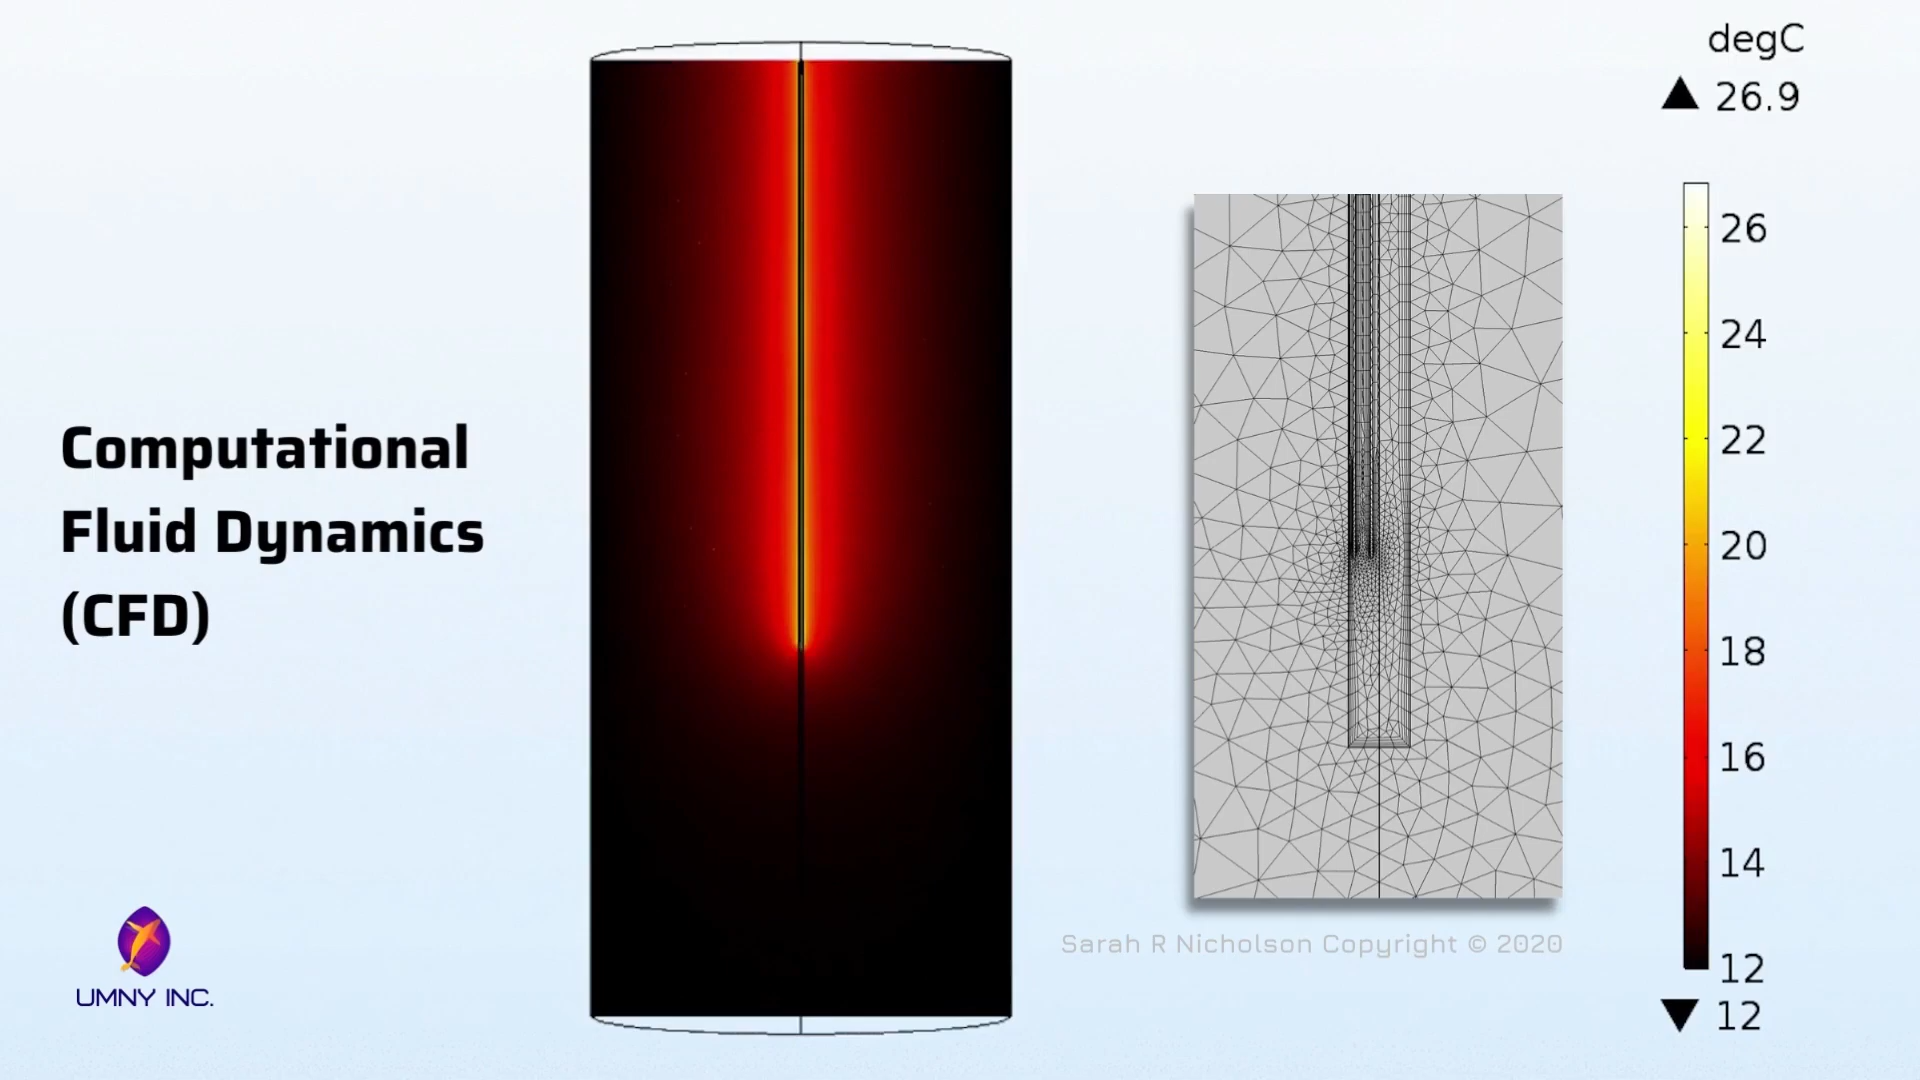 Computational
Fluid Dynamics
(CFD)
UMNY INC.
Sarah R Nicholson Copyright © 2020
degC
▲ 26.9
26
24
22
20
18
16
14
12
▼ 12